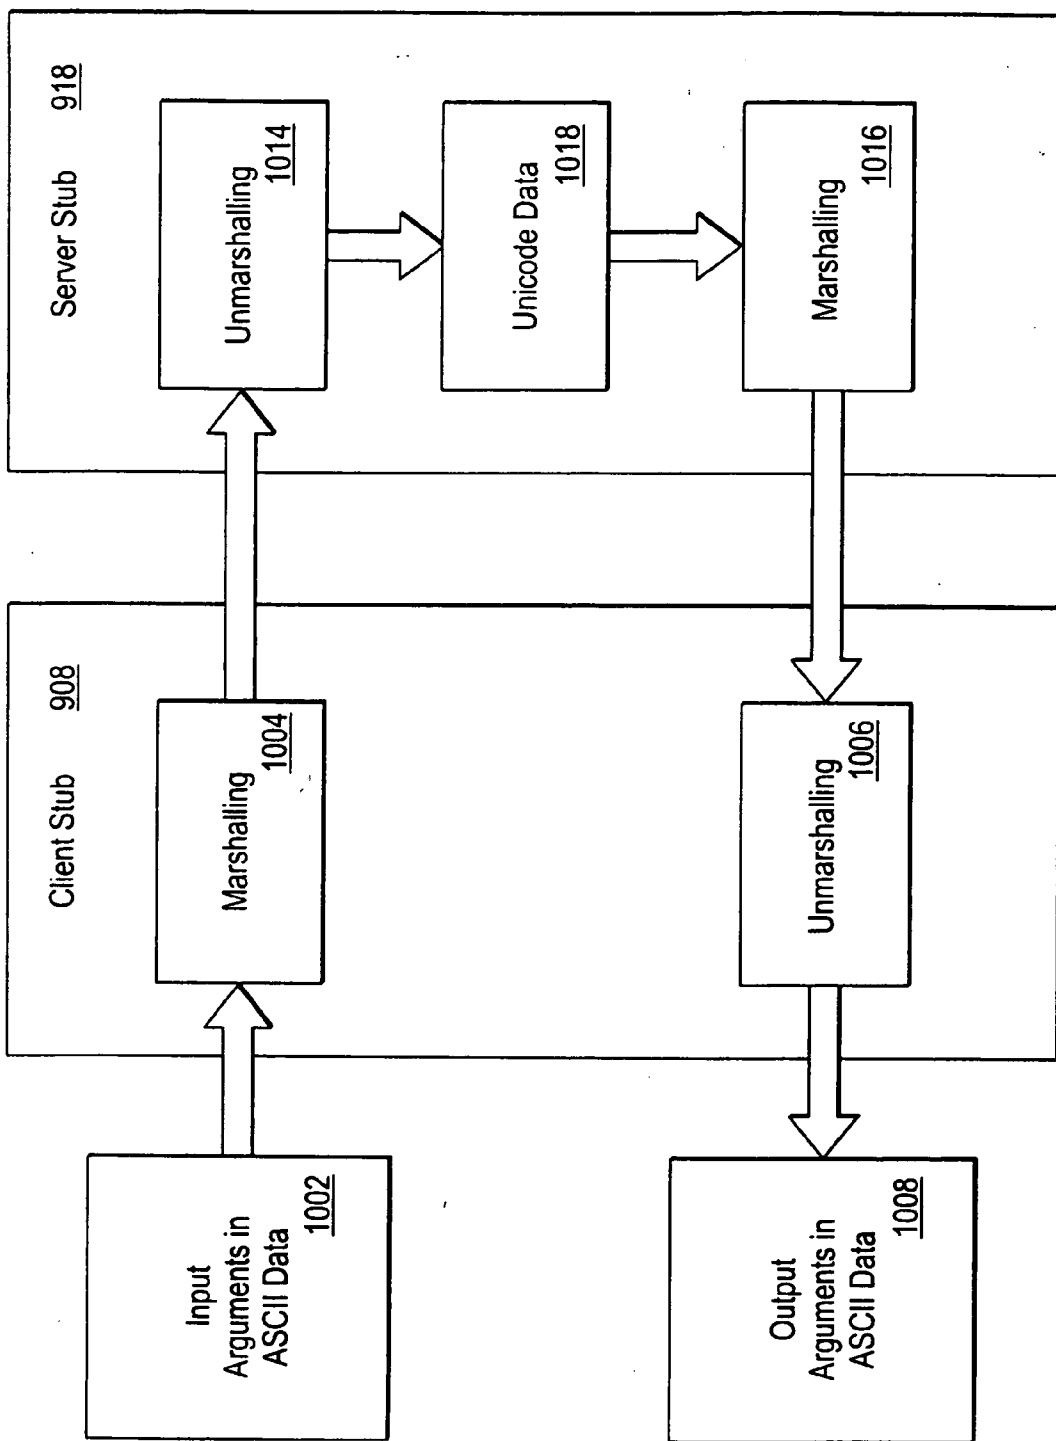 Input
Arguments in
ASCII Data
1002
Client Stub 908
Marshalling
1004
Server Stub 918
Unmarshalling
1014
Unicode Data
1018
Marshalling
1016
Unmarshalling
1006
Output
Arguments in
ASCII Data
1008